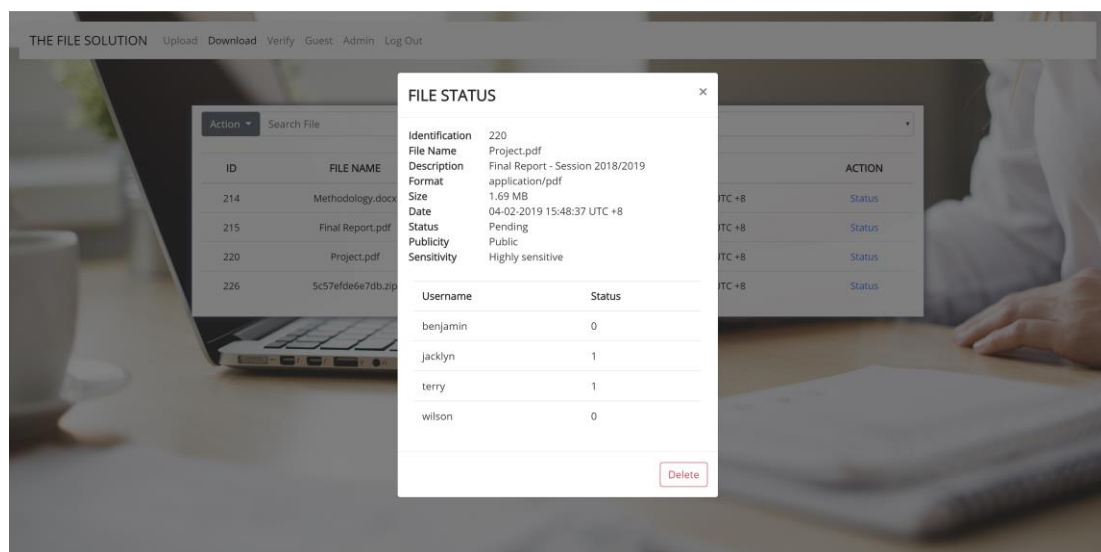 THE FILE SOLUTION Upload Download Verify Guest Admin Log Out
FILE STATUS ×
Action Search File
Identification 220
File Name Project.pdf
Description Final Report - Session 2018/2019
Format application/pdf
Size 1.69 MB
Date 04-02-2019 15:48:37 UTC +8
Status Pending
Publicity Public
Sensitivity Highly sensitive
ID FILE NAME ACTION
214 Methodology.docx UTC +8 Status
215 Final Report.pdf UTC +8 Status
220 Project.pdf UTC +8 Status
226 5c57efde6e7db.zip UTC +8 Status
Username Status
benjamin 0
jacklyn 1
terry 1
wilson 0
Delete